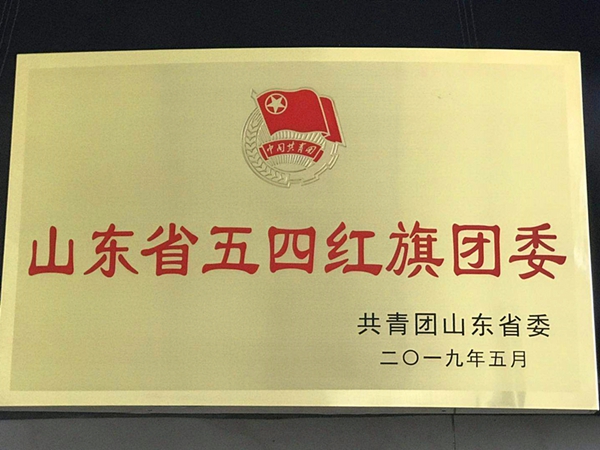 中国共青团
山东省五四红旗团委
共青团山东省委
二〇一九年五月